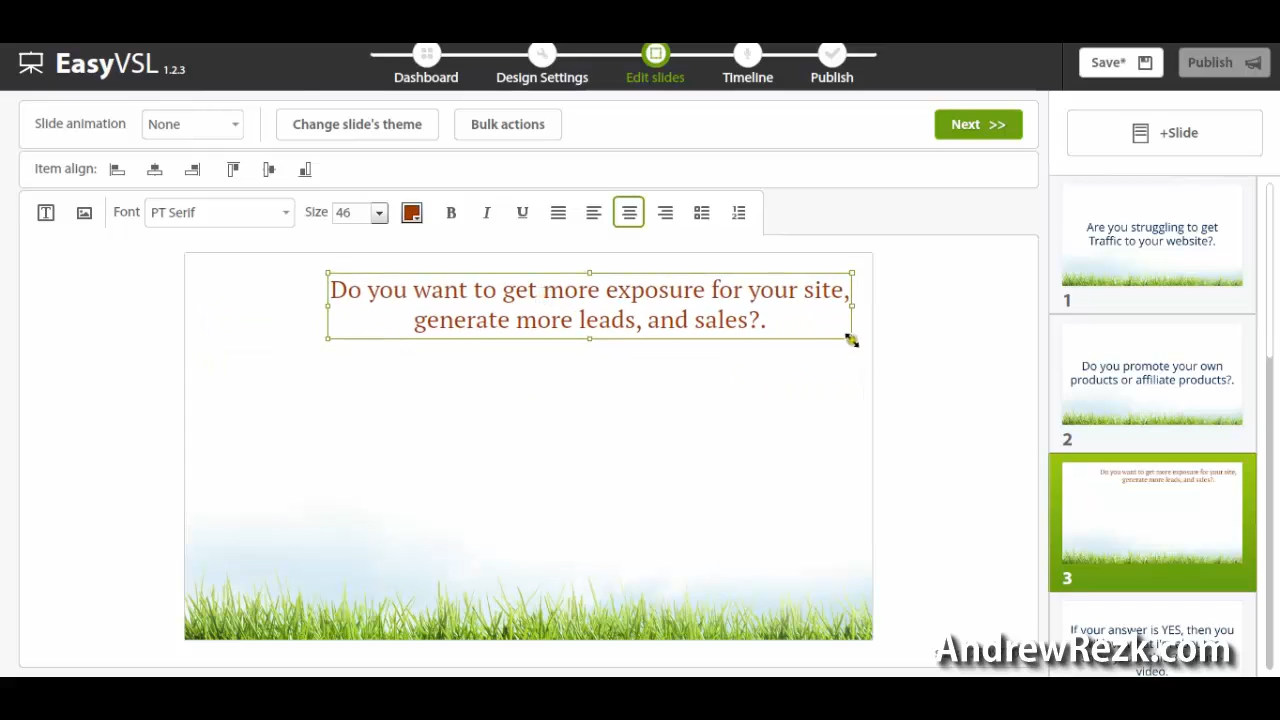 EasyVSL 1.2.3
Dashboard
Design Settings
Edit slides
Timeline
Publish
Save*
Publish
Slide animation
None
Change slide's theme
Bulk actions
Next >>
+Slide
Item align:
Font
PT Serif
Size
46
B
I
U
Do you want to get more exposure for your site,
generate more leads, and sales?.
Are you struggling to get
Traffic to your website?.
1
Do you promote your own
products or affiliate products?.
2
Do you want to get more exposure for your site,
generate more leads, and sales?.
3
If your answer is YES, then you
video.
AndrewRezk.com